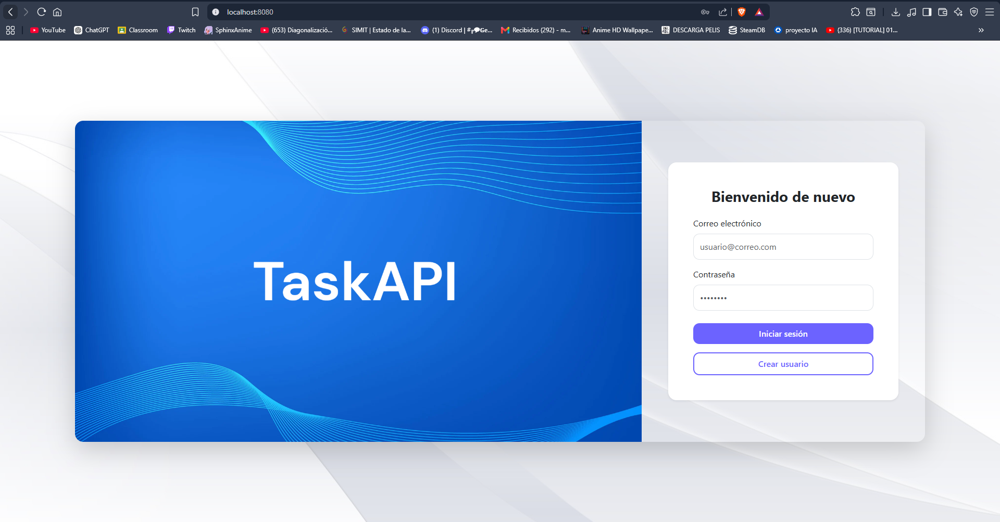 localhost:8080
YouTube
ChatGPT
Classroom
Twitch
SphinxAnime
(653) Diagonalizació...
SIMIT | Estado de la...
(1) Discord | #╭💬Ge...
Recibidos (292) - m...
Anime HD Wallpape...
DESCARGA PELIS
SteamDB
proyecto IA
(336) [TUTORIAL] 01...
TaskAPI
Bienvenido de nuevo
Correo electrónico
usuario@correo.com
Contraseña
••••••••
Iniciar sesión
Crear usuario